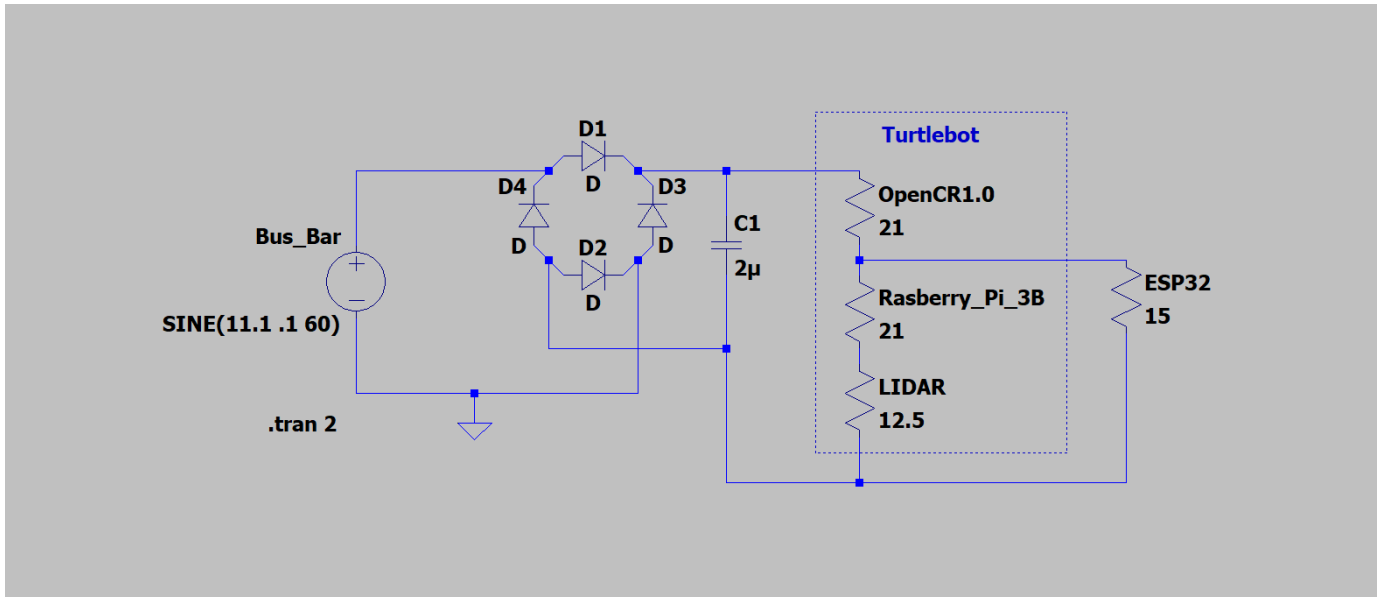 Turtlebot
D1
D
D4
D
D3
D
D2
D
C1
2µ
OpenCR1.0
21
Bus_Bar
SINE(11.1 .1 60)
Rasberry_Pi_3B
21
ESP32
15
LIDAR
12.5
.tran 2